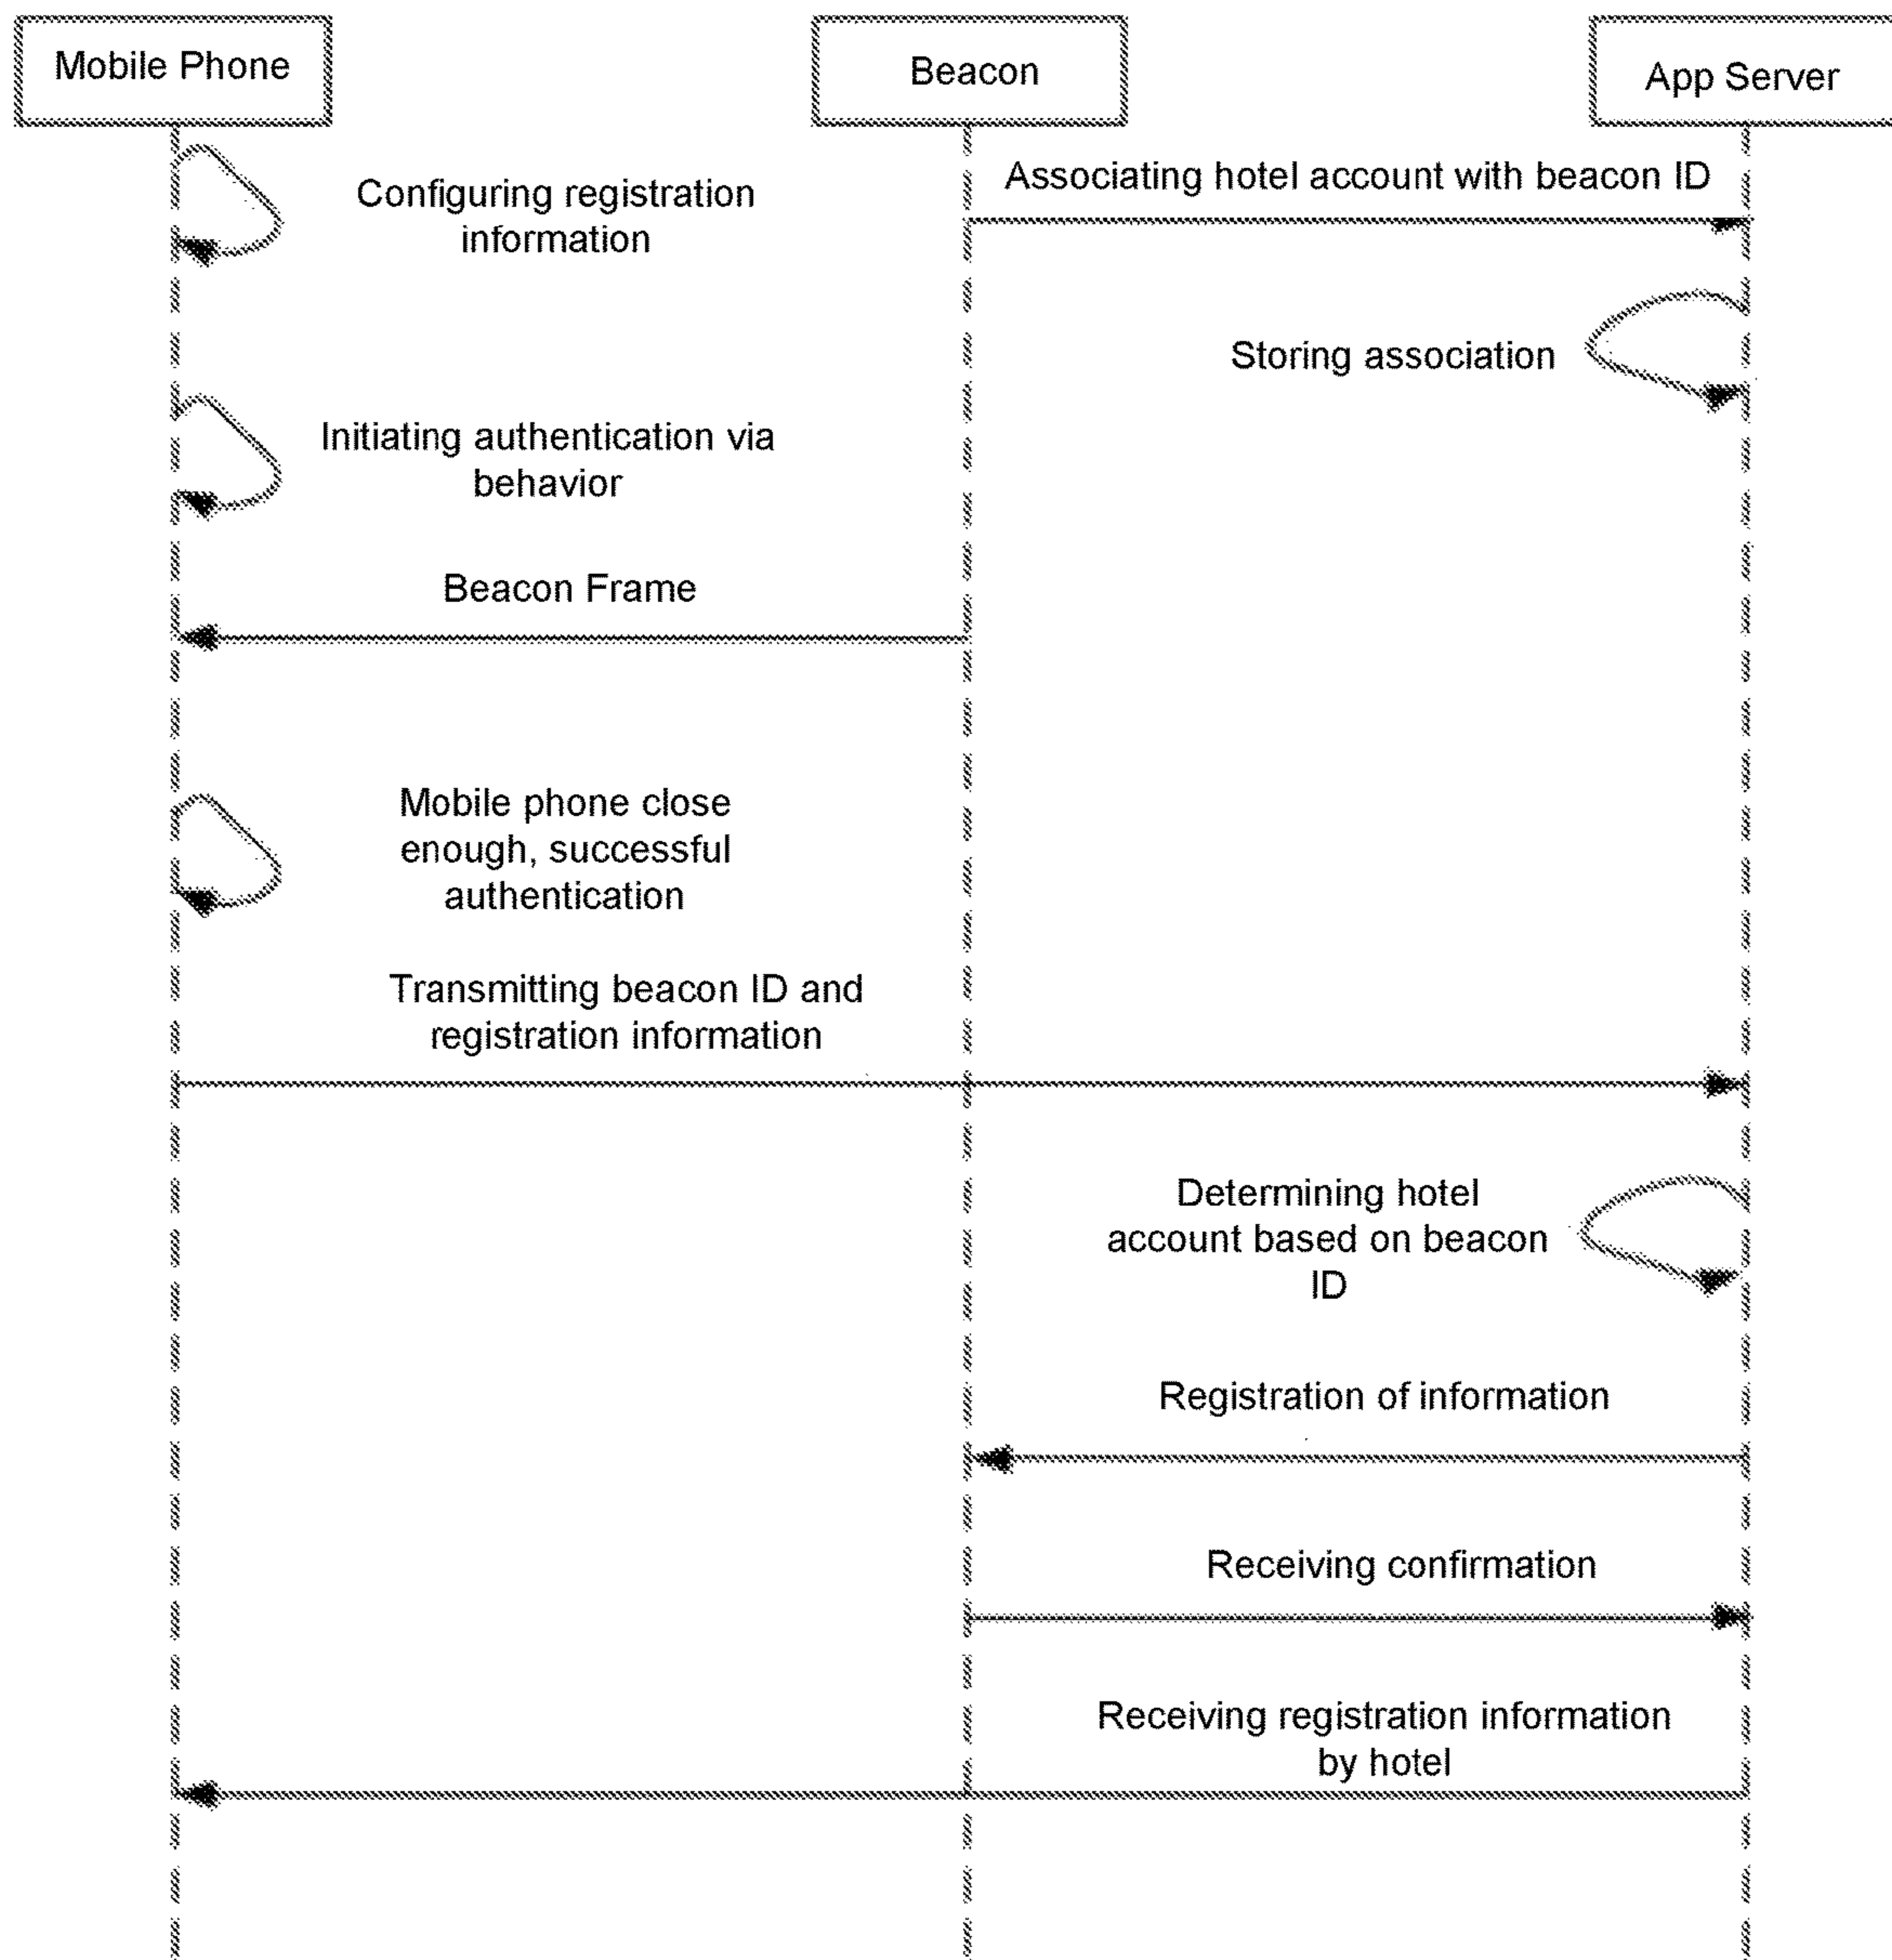 Mobile Phone
Beacon
App Server
Configuring registration
information
Associating hotel account with beacon ID
Storing association
Initiating authentication via
behavior
Beacon Frame
Mobile phone close
enough, successful
authentication
Transmitting beacon ID and
registration information
Determining hotel
account based on beacon
ID
Registration of information
Receiving confirmation
Receiving registration information
by hotel